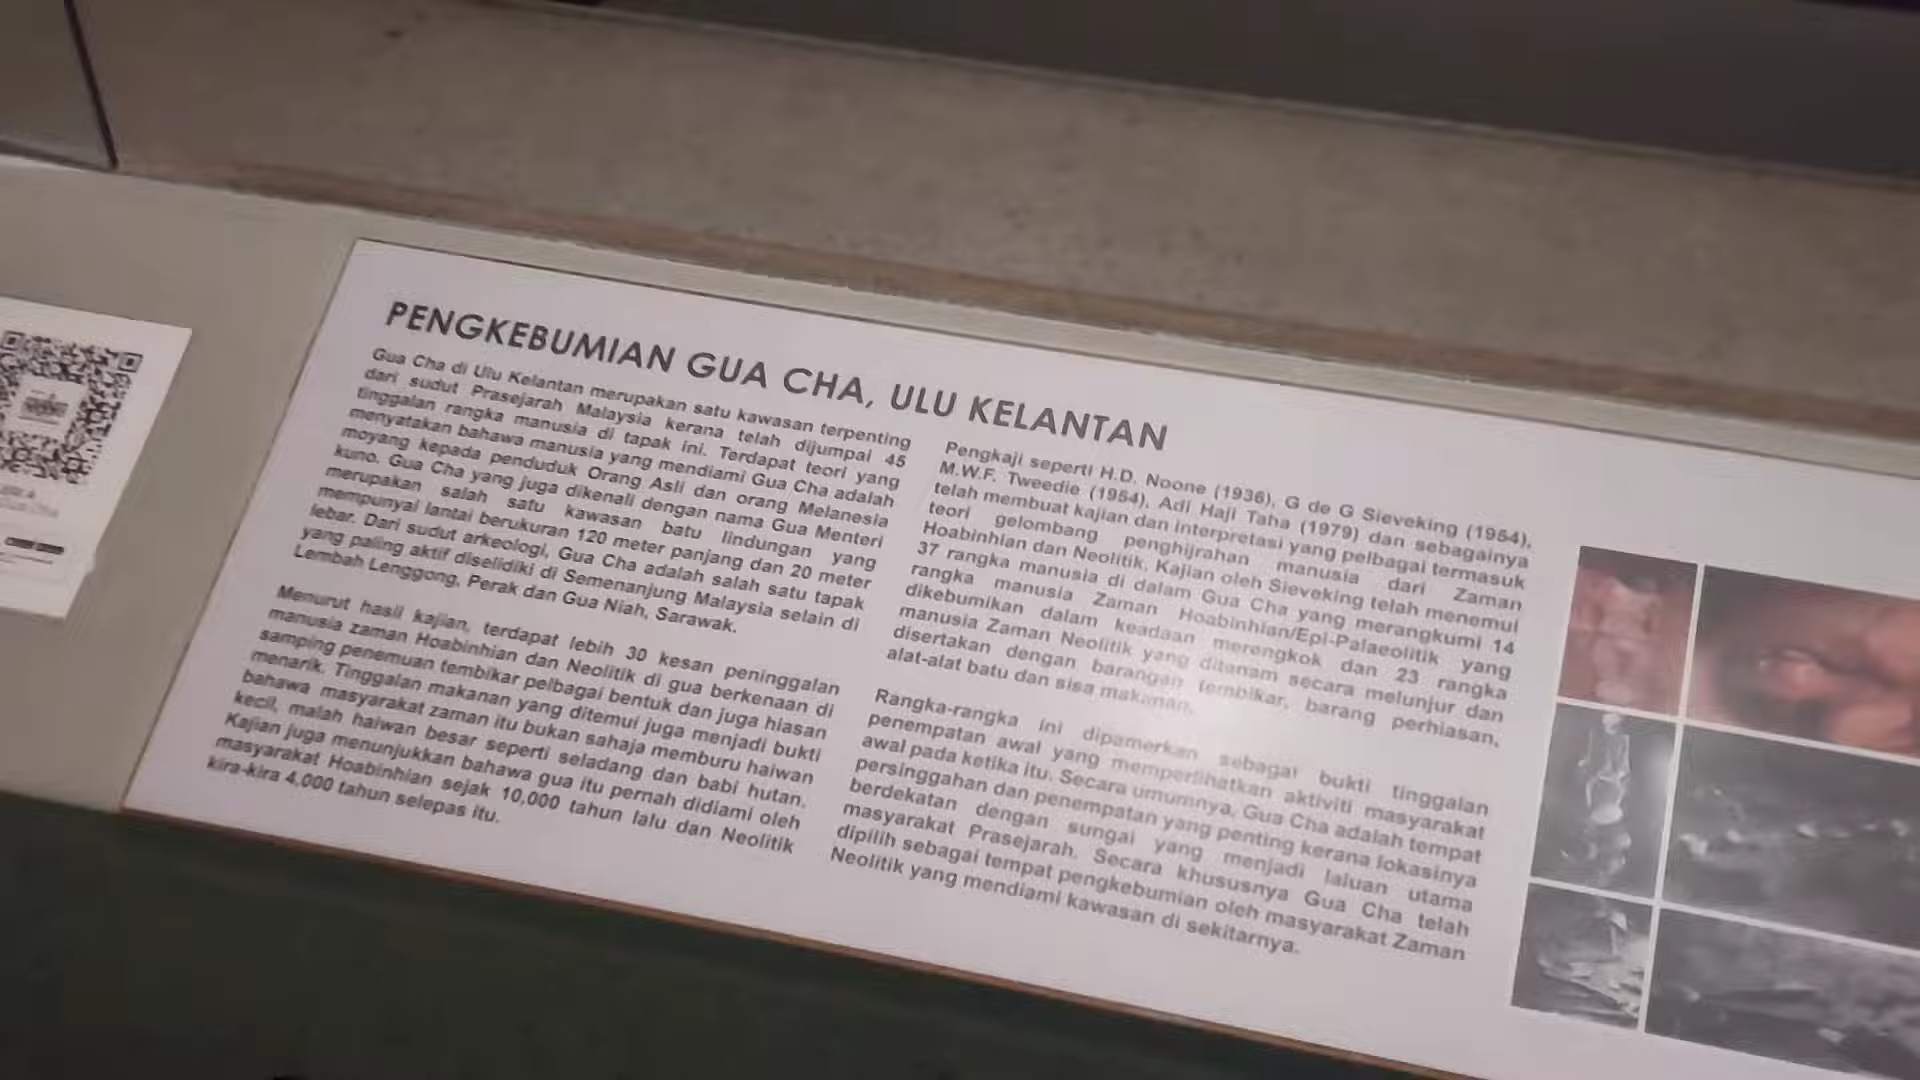 PENGKEBUMIAN GUA CHA, ULU KELANTAN
Gua Cha di Ulu Kelantan merupakan satu kawasan terpenting
dari sudut Prasejarah Malaysia kerana telah dijumpai 45
tinggalan rangka manusia di tapak ini. Terdapat teori yang
menyatakan bahawa manusia yang mendiami Gua Cha adalah
moyang kepada penduduk Orang Asli dan orang Melanesia
kuno. Gua Cha yang juga dikenali dengan nama Gua Menteri
merupakan salah satu kawasan batu lindungan yang
mempunyai lantai berukuran 120 meter panjang dan 20 meter
lebar. Dari sudut arkeologi, Gua Cha adalah salah satu tapak
yang paling aktif diselidiki di Semenanjung Malaysia selain di
Lembah Lenggong, Perak dan Gua Niah, Sarawak.
Menurut hasil kajian, terdapat lebih 30 kesan peninggalan
manusia zaman Hoabinhian dan Neolitik di gua berkenaan di
samping penemuan tembikar pelbagai bentuk dan juga hiasan
menarik. Tinggalan makanan yang ditemui juga menjadi bukti
bahawa masyarakat zaman itu bukan sahaja memburu haiwan
kecil, malah haiwan besar seperti seladang dan babi hutan.
Kajian juga menunjukkan bahawa gua itu pernah didiami oleh
masyarakat Hoabinhian sejak 10,000 tahun lalu dan Neolitik
kira-kira 4,000 tahun selepas itu.
Pengkaji seperti H.D. Noone (1936), G de G Sieveking (1954),
M.W.F. Tweedie (1954), Adi Haji Taha (1979) dan sebagainya
telah membuat kajian dan interpretasi yang pelbagai termasuk
teori gelombang penghijrahan manusia dari Zaman
Hoabinhian dan Neolitik. Kajian oleh Sieveking telah menemui
37 rangka manusia di dalam Gua Cha yang merangkumi 14
rangka manusia Zaman Hoabinhian/Epi-Palaeolitik yang
dikebumikan dalam keadaan merengkok dan 23 rangka
manusia Zaman Neolitik yang ditanam secara melunjur dan
disertakan dengan barangan tembikar, barang perhiasan,
alat-alat batu dan sisa makanan.
Rangka-rangka ini dipamerkan sebagai bukti tinggalan
penempatan awal yang memperlihatkan aktiviti masyarakat
awal pada ketika itu. Secara umumnya, Gua Cha adalah tempat
persinggahan dan penempatan yang penting kerana lokasinya
berdekatan dengan sungai yang menjadi laluan utama
masyarakat Prasejarah. Secara khususnya Gua Cha telah
dipilih sebagai tempat pengkebumian oleh masyarakat Zaman
Neolitik yang mendiami kawasan di sekitarnya.